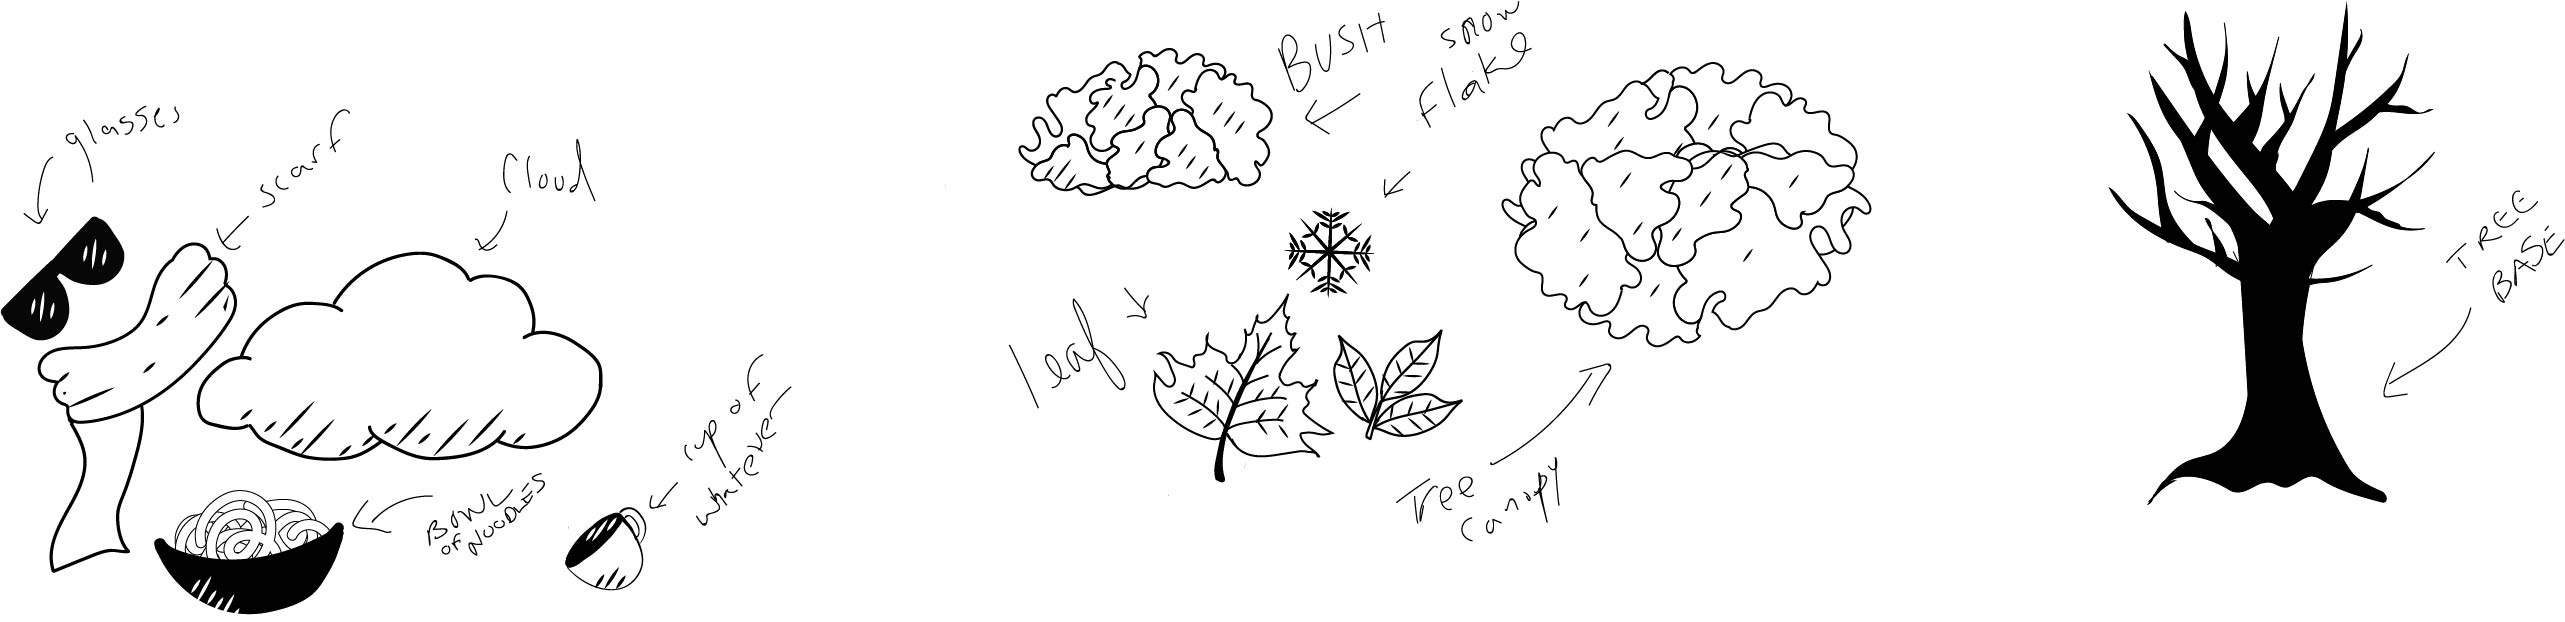 glasses
scarf
cloud
BOWL
OF NOODLES
cup of
whatever
BUSH
snow
flake
leaf
Tree
canopy
TREE
BASE